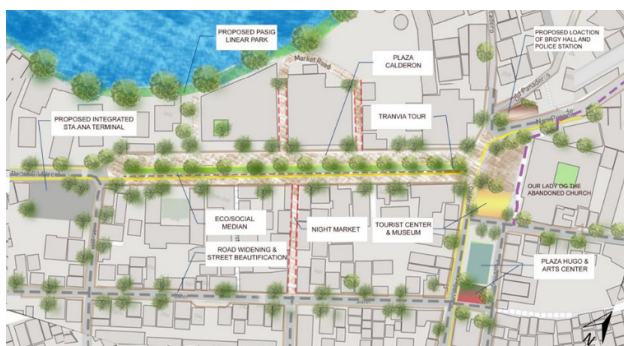 PROPOSED PASIG
LINEAR PARK
PLAZA
CALDERON
PROPOSED LOACTION
OF BRGY HALL AND
POLICE STATION
Market Road
PROPOSED INTEGRATED
STA.ANA TERMINAL
TRANVIA TOUR
OUR LADY OG THE
ABANDONED CHURCH
ECO/SOCIAL
MEDIAN
NIGHT MARKET
TOURIST CENTER
& MUSEUM
ROAD WIDENING &
STREET BEAUTIFICATION
PLAZA HUGO &
ARTS CENTER
N